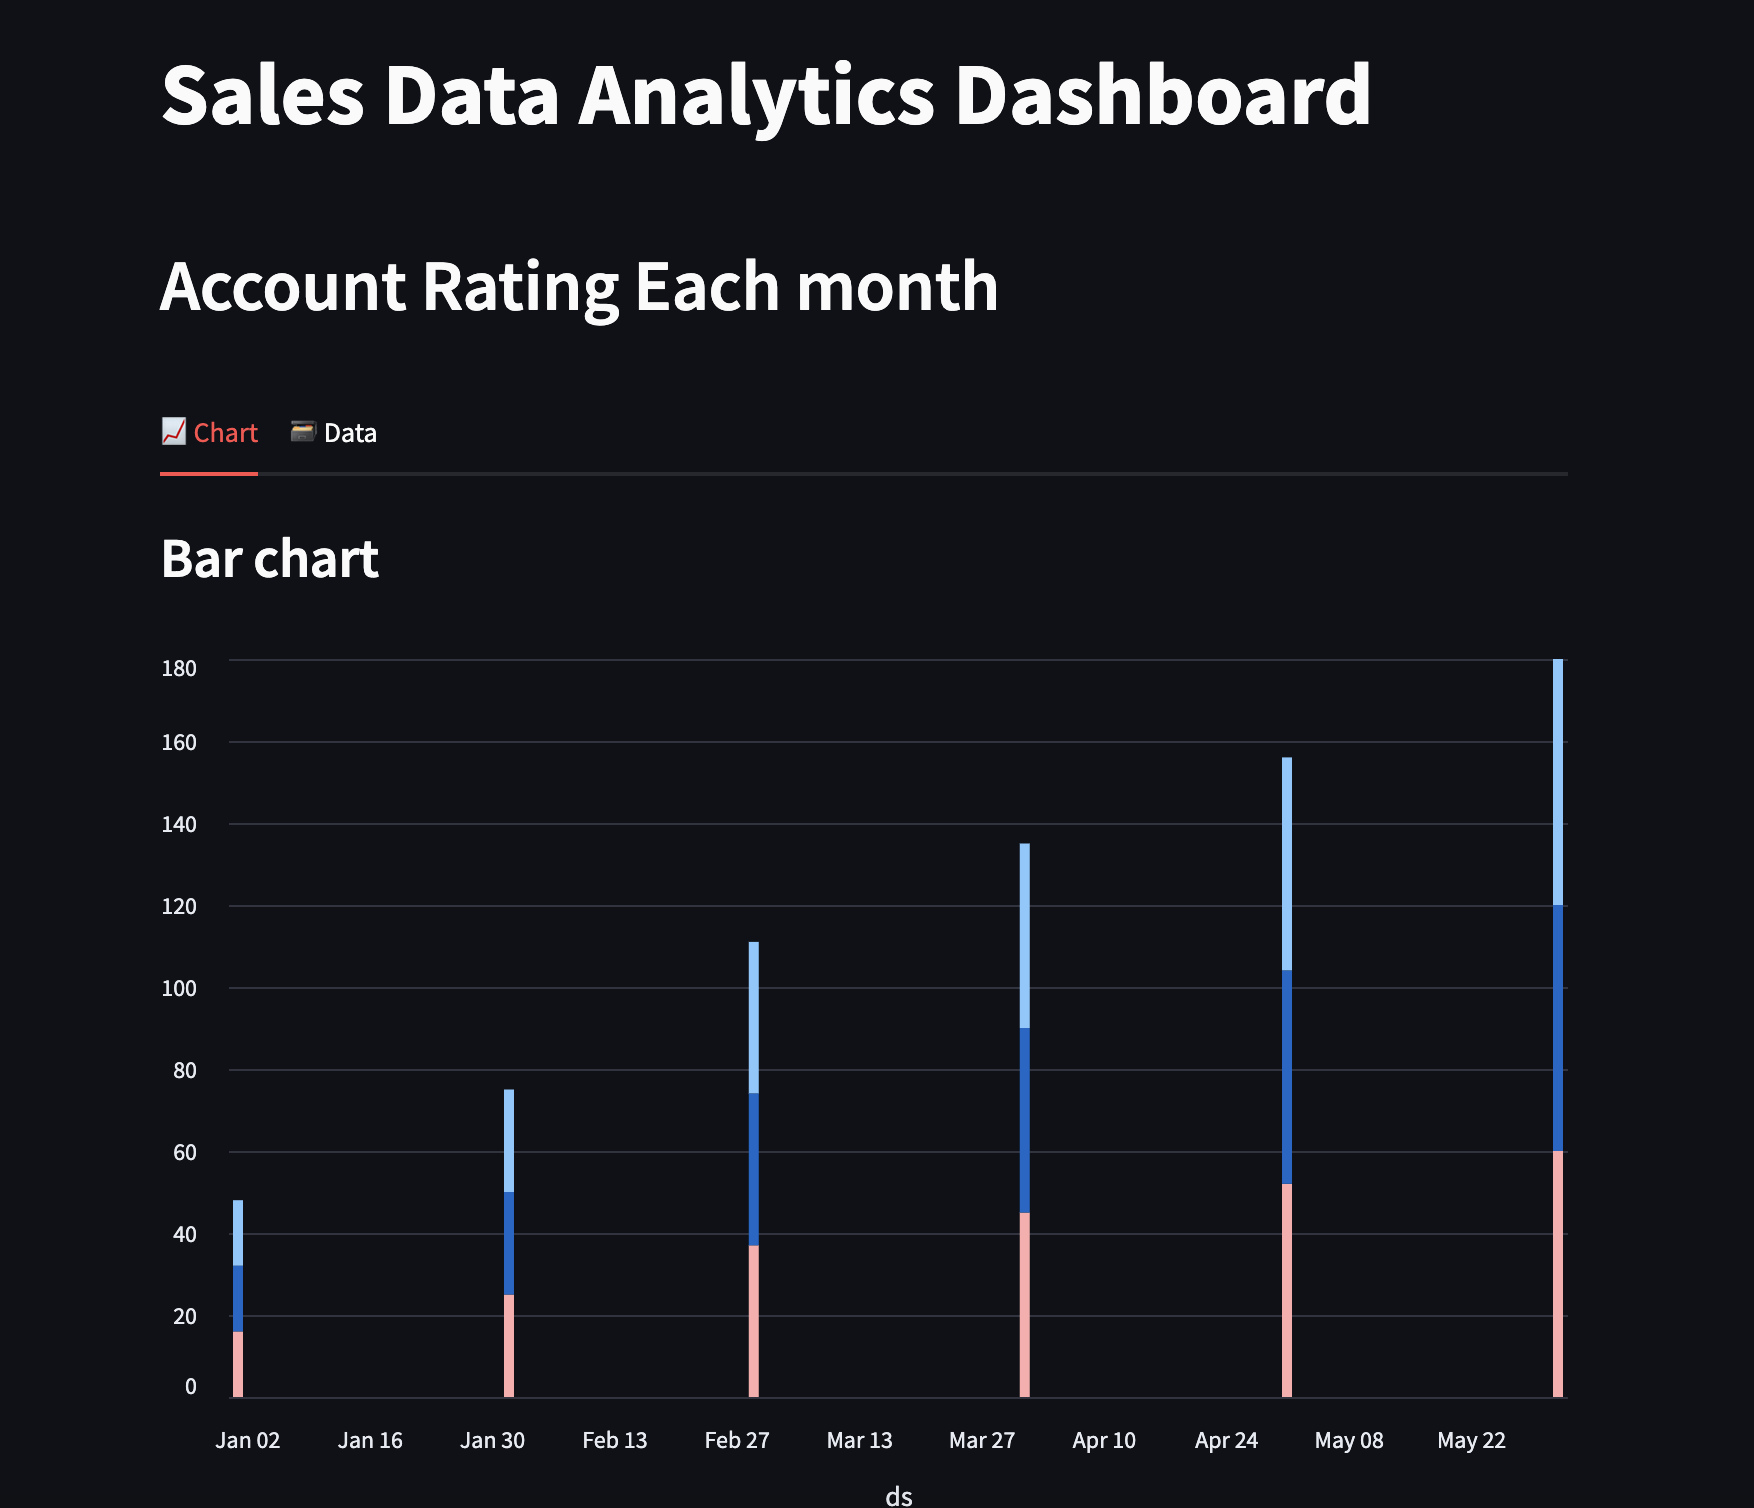 Sales Data Analytics Dashboard
Account Rating Each month
Chart Data
Bar chart
180
160
140
120
100
80
60
40
20
0
Jan 02 Jan 16 Jan 30 Feb 13 Feb 27 Mar 13 Mar 27 Apr 10 Apr 24 May 08 May 22
ds